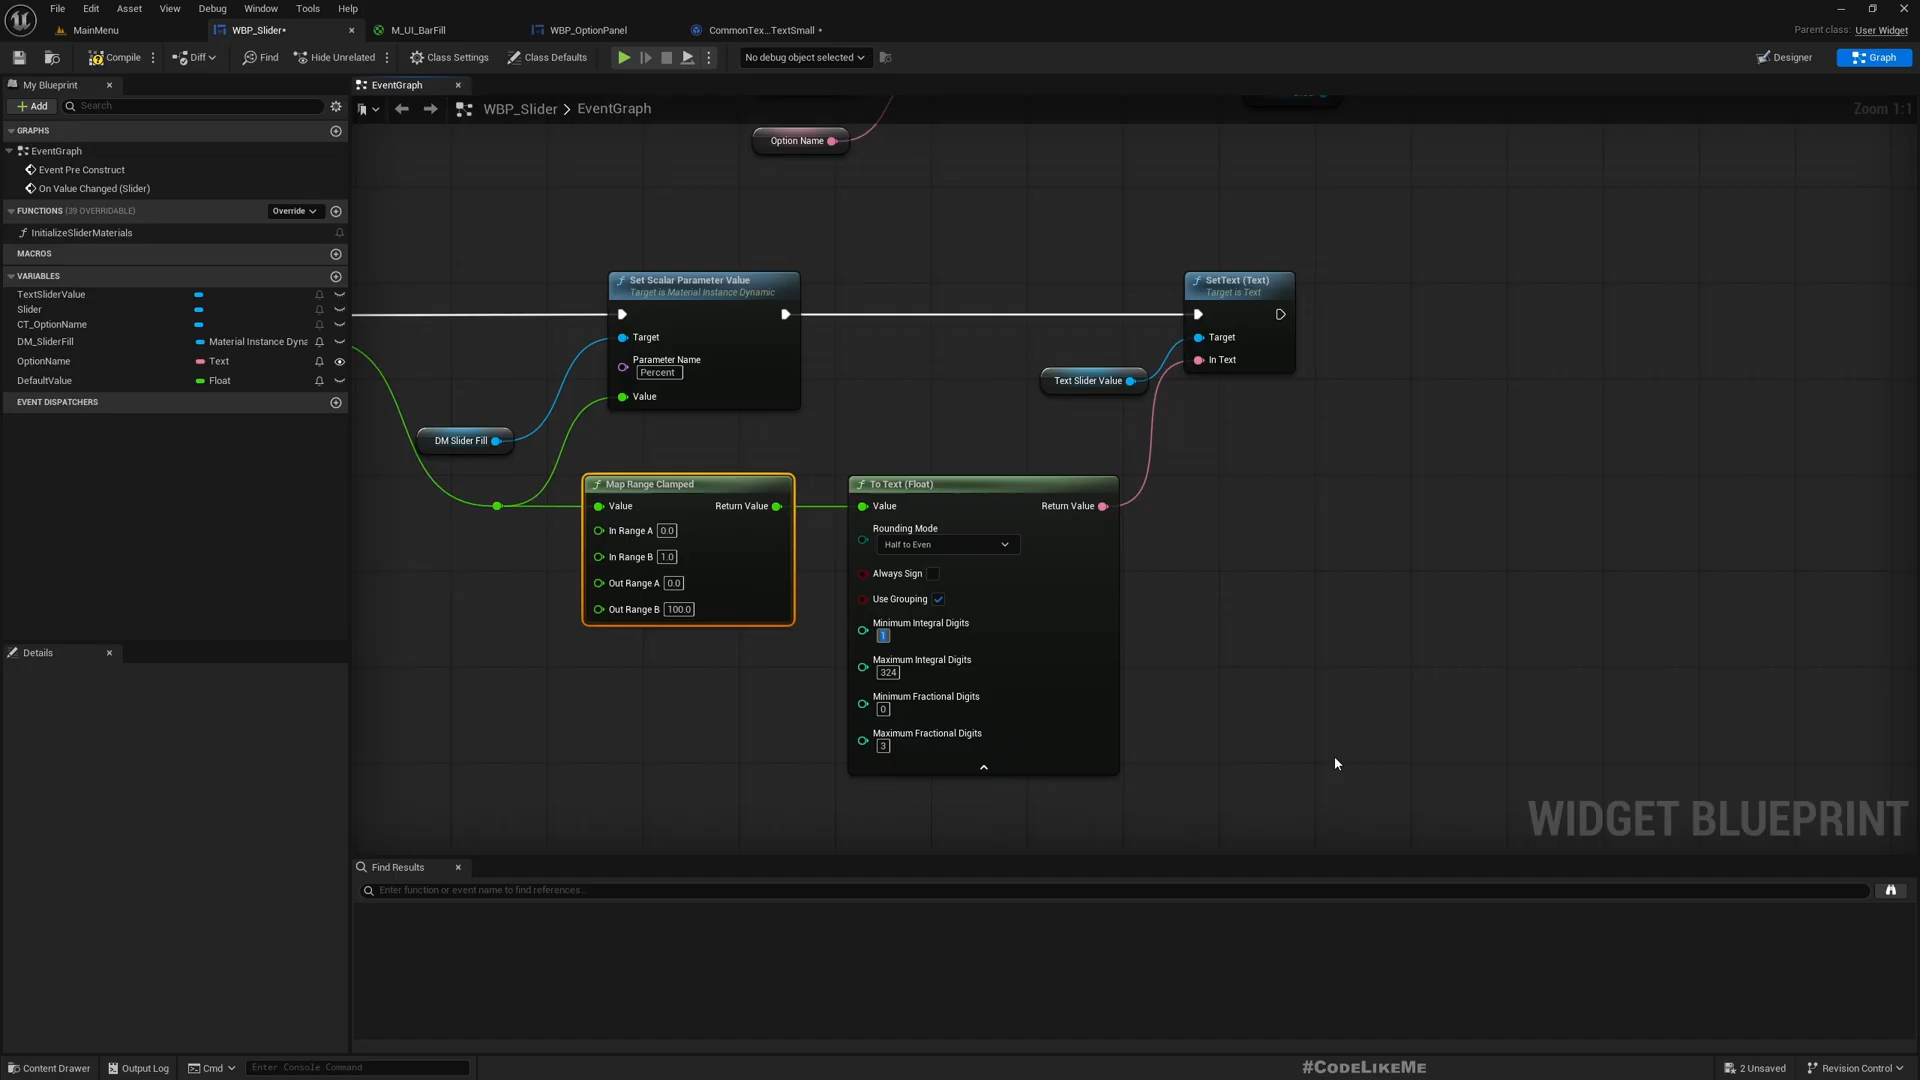 File Edit Asset View Debug Window Tools Help
MainMenu WBP_Slider• M_UI_BarFill WBP_OptionPanel CommonTex...TextSmall •
Parent class: User Widget
Compile Diff Find Hide Unrelated Class Settings Class Defaults No debug object selected Designer Graph
My Blueprint
EventGraph
Add Search
WBP_Slider > EventGraph
Zoom 1:1
GRAPHS
EventGraph
Event Pre Construct
On Value Changed (Slider)
FUNCTIONS (39 OVERRIDABLE) Override
InitializeSliderMaterials
MACROS
VARIABLES
TextSliderValue
Slider
CT_OptionName
DM_SliderFill Material Instance Dyna
OptionName Text
DefaultValue Float
EVENT DISPATCHERS
Details
Option Name
Set Scalar Parameter Value
Target is Material Instance Dynamic
Target
Parameter Name
Percent
Value
DM Slider Fill
SetText (Text)
Target is Text
Target
In Text
Text Slider Value
Map Range Clamped
Value Return Value
In Range A 0.0
In Range B 1.0
Out Range A 0.0
Out Range B 100.0
To Text (Float)
Value Return Value
Rounding Mode
Half to Even
Always Sign
Use Grouping
Minimum Integral Digits
1
Maximum Integral Digits
324
Minimum Fractional Digits
0
Maximum Fractional Digits
3
WIDGET BLUEPRINT
Find Results
Enter function or event name to find references...
Content Drawer Output Log Cmd Enter Console Command
#CODELIKEME
2 Unsaved Revision Control